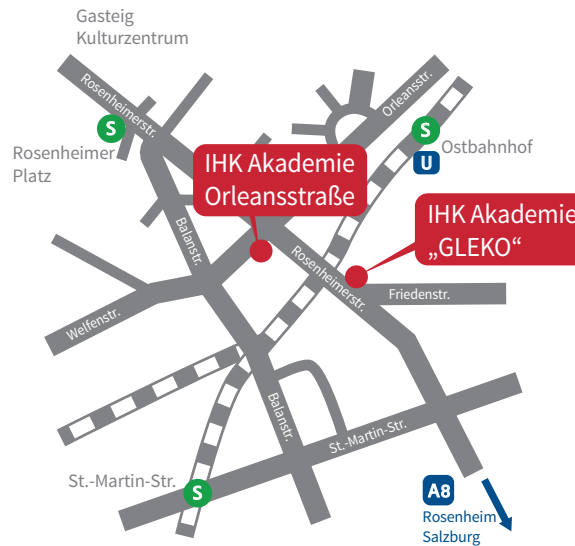 Gasteig
Kulturzentrum
Rosenheimerstr.
Orleansstr.
S
Rosenheimer
Platz
S
Ostbahnhof
U
IHK Akademie
Orleansstraße
IHK Akademie
„GLEKO“
Balanstr.
Rosenheimerstr.
Friedenstr.
Welfenstr.
Balanstr.
St.-Martin-Str.
St.-Martin-Str.
S
A8
Rosenheim
Salzburg